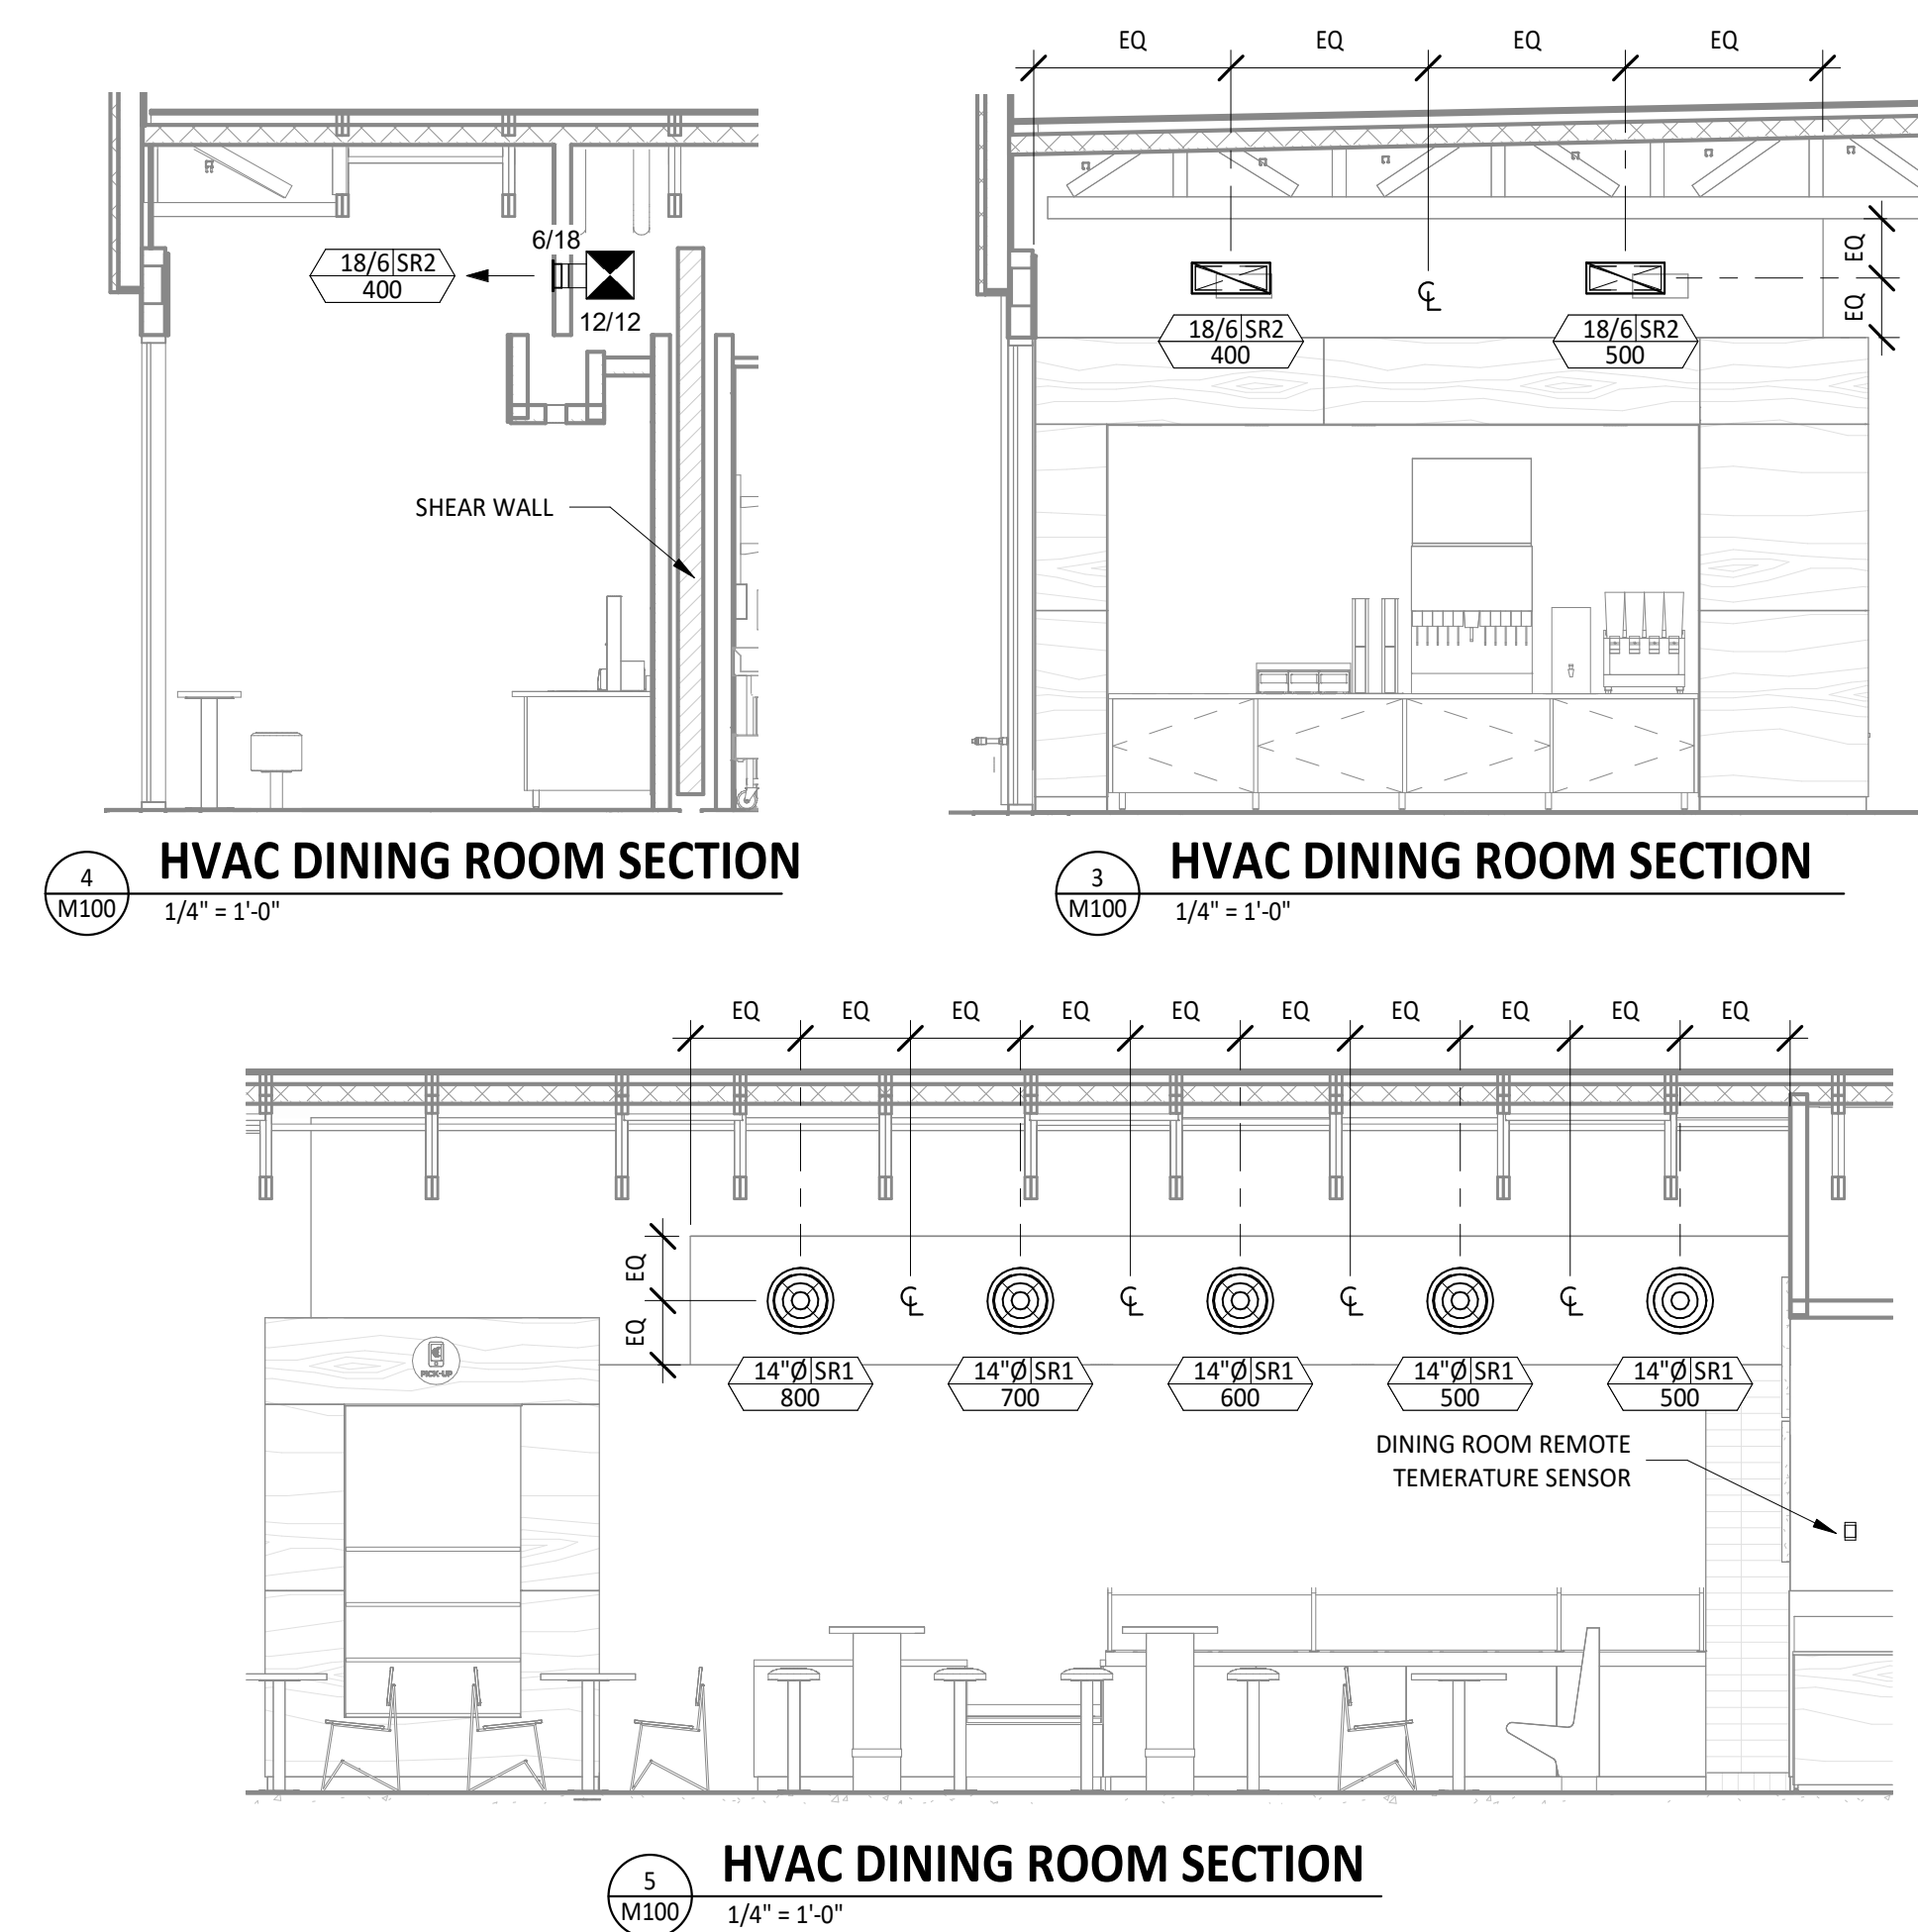 EQ EQ EQ EQ
6/18
18/6 SR2
400
12/12
SHEAR WALL
EQ
EQ
℄
18/6 SR2
400
18/6 SR2
500
4
M100
HVAC DINING ROOM SECTION
1/4" = 1'-0"
3
M100
HVAC DINING ROOM SECTION
1/4" = 1'-0"
EQ EQ EQ EQ EQ EQ EQ EQ EQ EQ
EQ
EQ
℄ ℄ ℄ ℄
PICK-UP
14"Ø SR1
800
14"Ø SR1
700
14"Ø SR1
600
14"Ø SR1
500
14"Ø SR1
500
DINING ROOM REMOTE
TEMERATURE SENSOR
5
M100
HVAC DINING ROOM SECTION
1/4" = 1'-0"